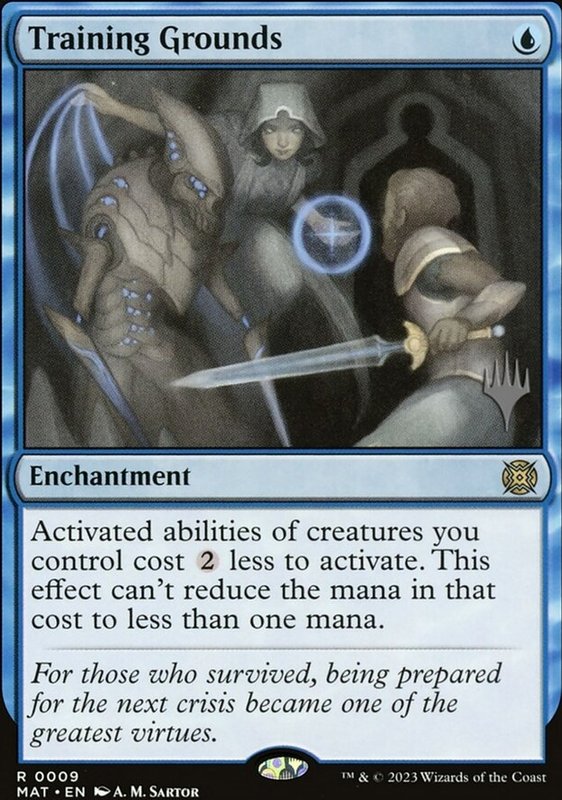 Training Grounds
Enchantment
Activated abilities of creatures you
control cost 2 less to activate. This
effect can't reduce the mana in that
cost to less than one mana.
For those who survived, being prepared
for the next crisis became one of the
greatest virtues.
R 0009
MAT • EN A. M. SARTOR
™ & © 2023 Wizards of the Coast